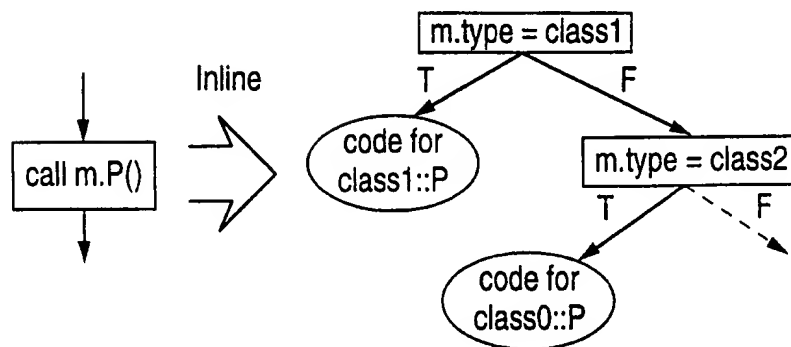 m.type = class1
Inline
T
F
call m.P()
code for
class1::P
m.type = class2
T
F
code for
class0::P